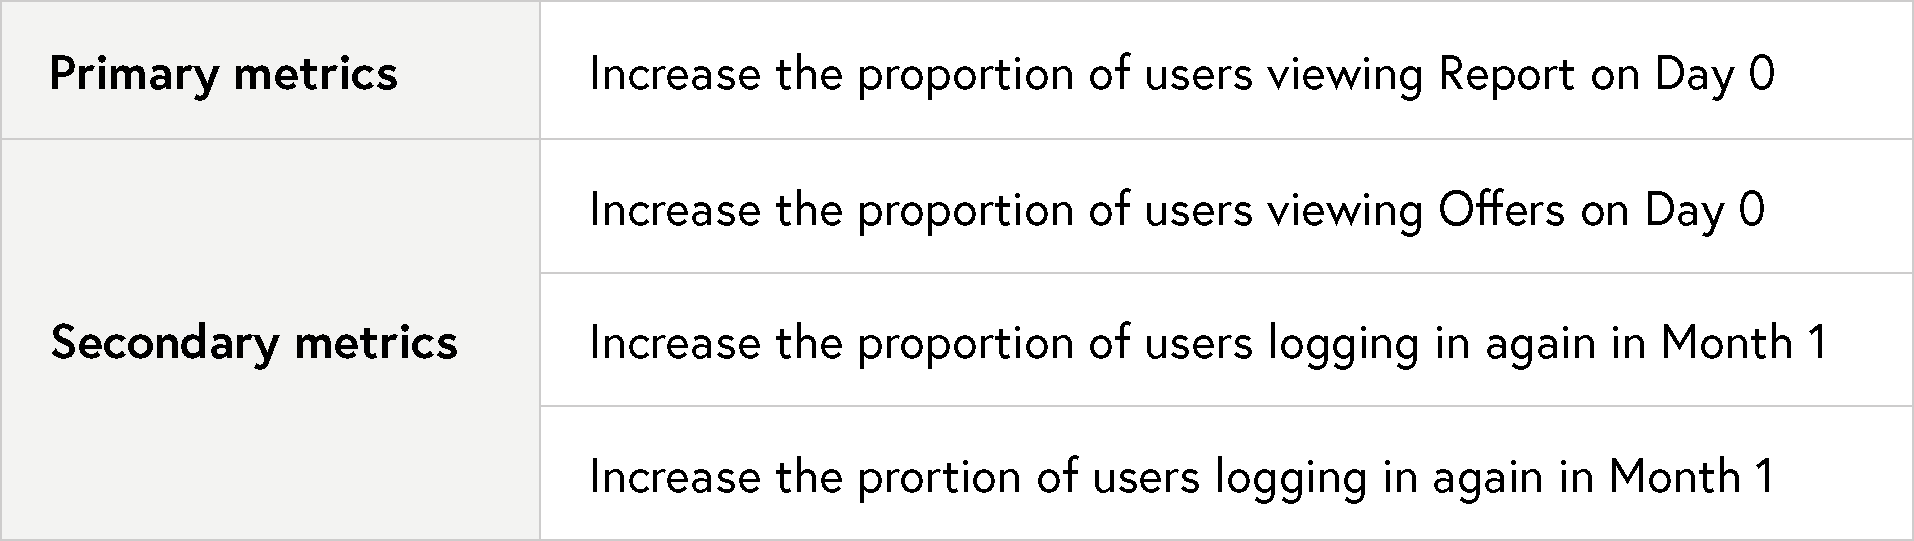 Primary metrics
Increase the proportion of users viewing Report on Day 0
Secondary metrics
Increase the proportion of users viewing Offers on Day 0
Increase the proportion of users logging in again in Month 1
Increase the prortion of users logging in again in Month 1